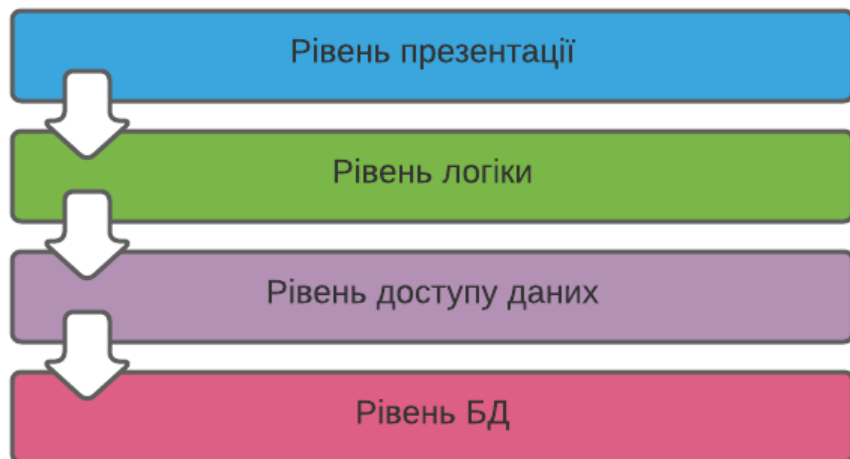 Рівень презентації
Рівень логіки
Рівень доступу даних
Рівень БД